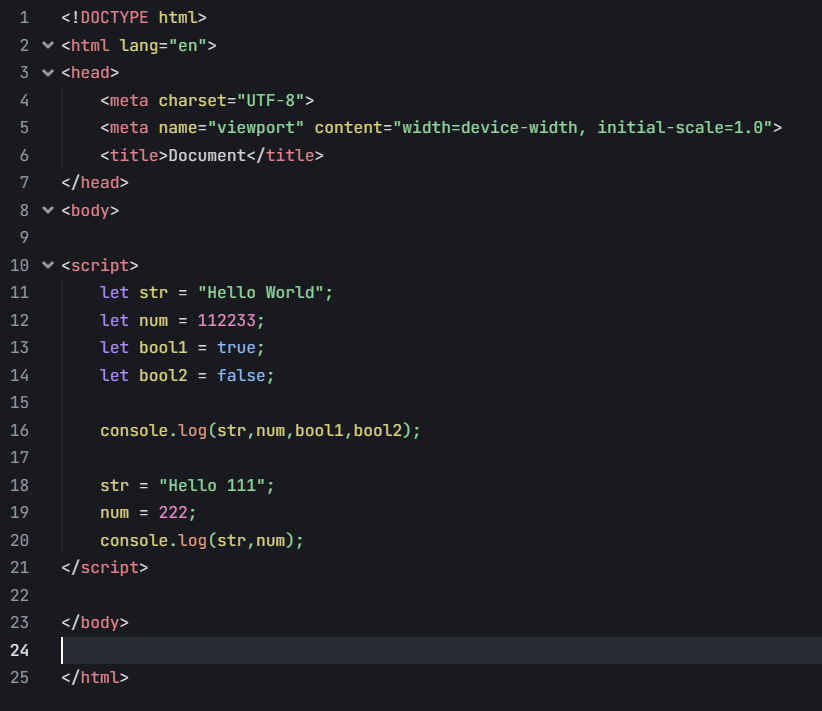 1 <!DOCTYPE html>
2 <html lang="en">
3 <head>
4     <meta charset="UTF-8">
5     <meta name="viewport" content="width=device-width, initial-scale=1.0">
6     <title>Document</title>
7 </head>
8 <body>
9
10 <script>
11     let str = "Hello World";
12     let num = 112233;
13     let bool1 = true;
14     let bool2 = false;
15
16     console.log(str,num,bool1,bool2);
17
18     str = "Hello 111";
19     num = 222;
20     console.log(str,num);
21 </script>
22
23 </body>
24
25 </html>